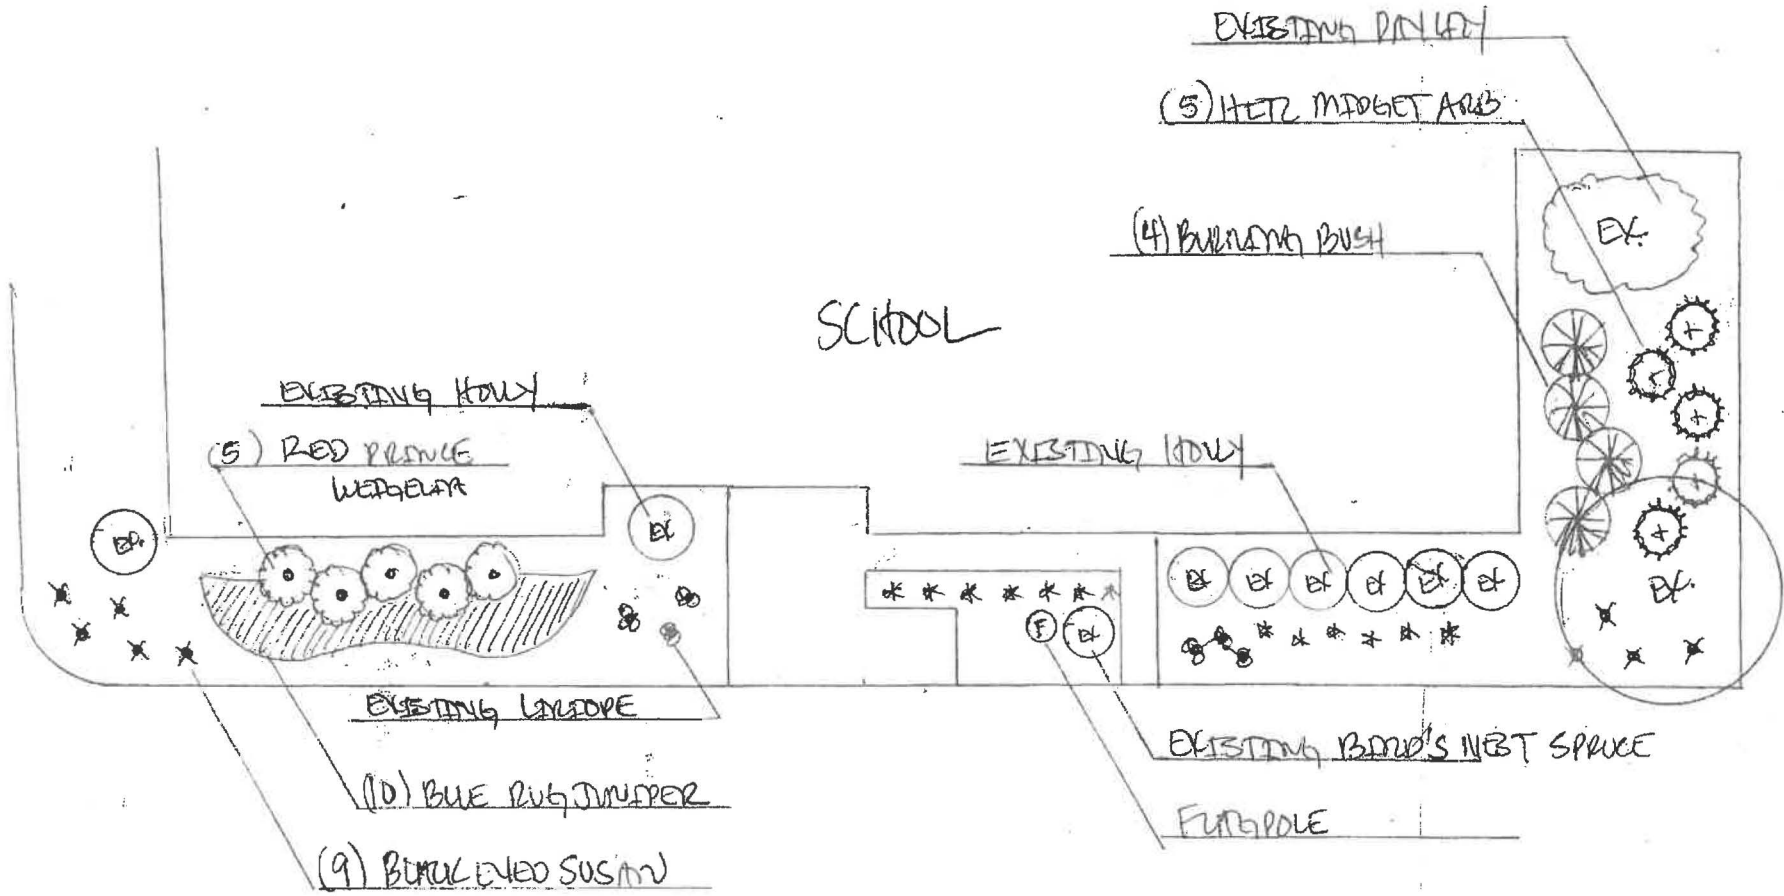 EXISTING DAYLILY
(5) HETZ MIDGET ARB
EX.
(4) BURNING BUSH
SCHOOL
EXISTING HOLLY
(5) RED PRINCE
WEIGELIA
EXISTING HOLLY
EX.
EX
EX EX EX EX EX EX
EX.
F EX
EXISTING LIRIOPE
EXISTING BIRD'S NEST SPRUCE
(10) BLUE RUG JUNIPER
FLAGPOLE
(9) BLACK EYED SUSAN